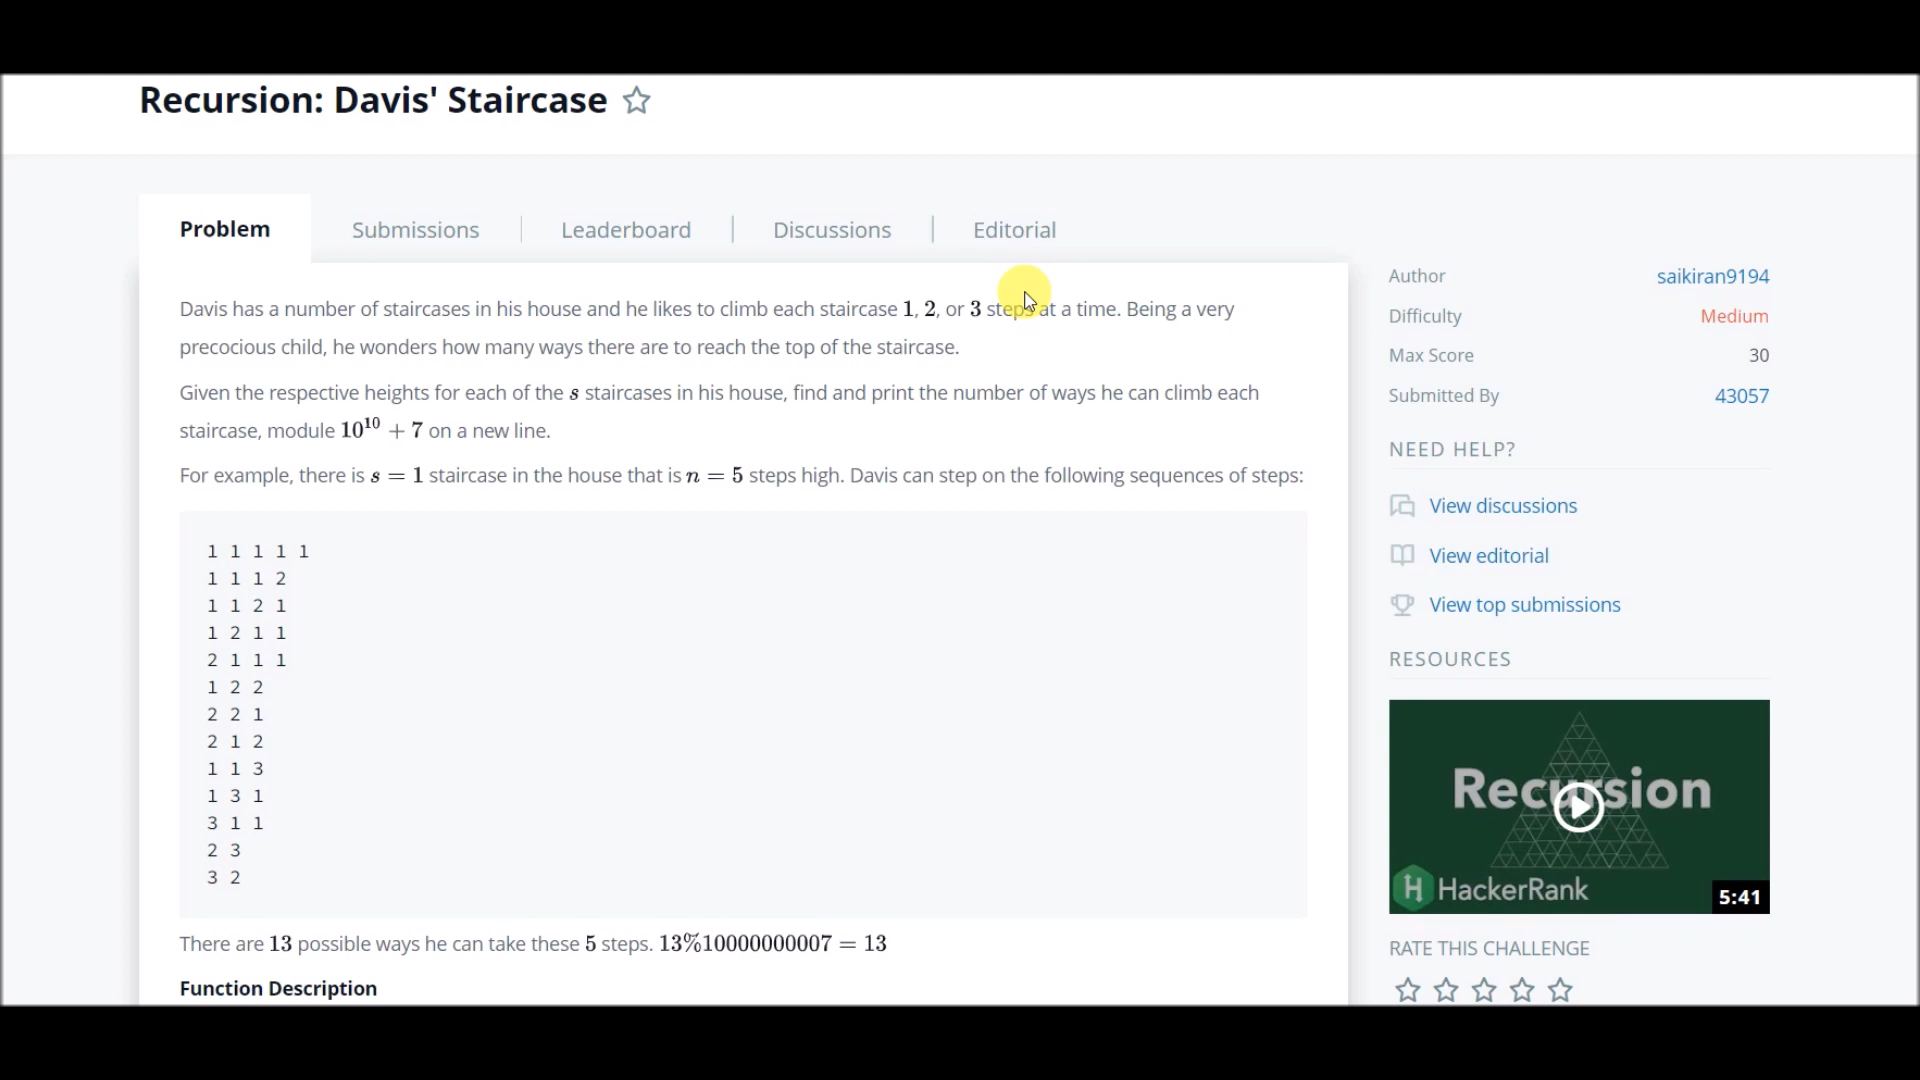 Recursion: Davis' Staircase
Problem
Submissions
Leaderboard
Discussions
Editorial
Davis has a number of staircases in his house and he likes to climb each staircase 1, 2, or 3 steps at a time. Being a very
precocious child, he wonders how many ways there are to reach the top of the staircase.
Given the respective heights for each of the s staircases in his house, find and print the number of ways he can climb each
staircase, module 10^10 + 7 on a new line.
For example, there is s = 1 staircase in the house that is n = 5 steps high. Davis can step on the following sequences of steps:
1 1 1 1 1
1 1 1 2
1 1 2 1
1 2 1 1
2 1 1 1
1 2 2
2 2 1
2 1 2
1 1 3
1 3 1
3 1 1
2 3
3 2
There are 13 possible ways he can take these 5 steps. 13%10000000007 = 13
Function Description
Author saikiran9194
Difficulty Medium
Max Score 30
Submitted By 43057
NEED HELP?
View discussions
View editorial
View top submissions
RESOURCES
Recursion
HackerRank
5:41
RATE THIS CHALLENGE